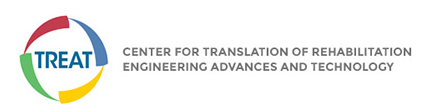 TREAT
CENTER FOR TRANSLATION OF REHABILITATION
ENGINEERING ADVANCES AND TECHNOLOGY